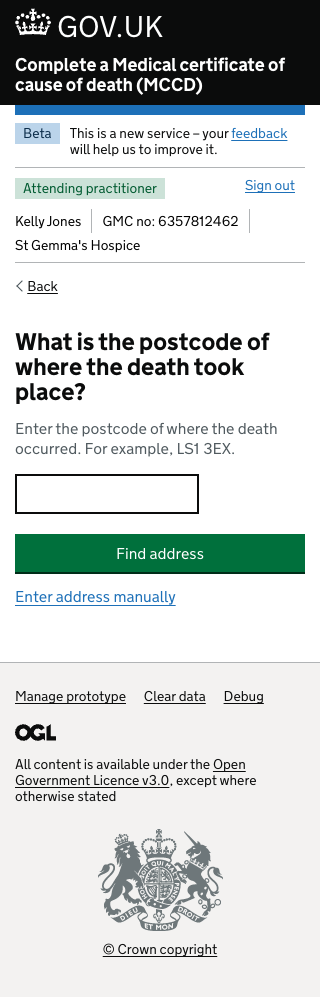 GOV.UK
Complete a Medical certificate of
cause of death (MCCD)
Beta
This is a new service – your feedback
will help us to improve it.
Attending practitioner
Sign out
Kelly Jones
GMC no: 6357812462
St Gemma's Hospice
Back
What is the postcode of
where the death took
place?
Enter the postcode of where the death
occurred. For example, LS1 3EX.
Find address
Enter address manually
Manage prototype Clear data Debug
OGL
All content is available under the Open
Government Licence v3.0, except where
otherwise stated
DIEU ET MON DROIT
© Crown copyright